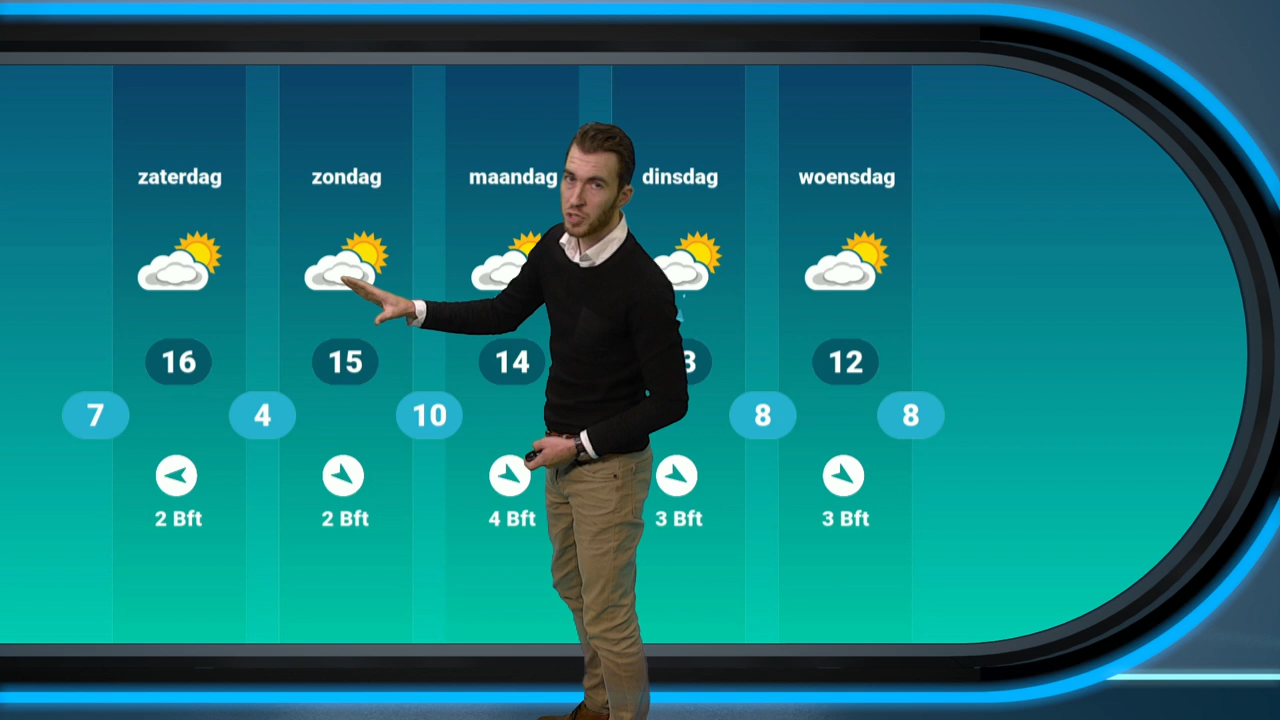 zaterdag zondag maandag dinsdag woensdag
16 15 14 3 12
7 4 10 8 8
2 Bft 2 Bft 4 Bft 3 Bft 3 Bft